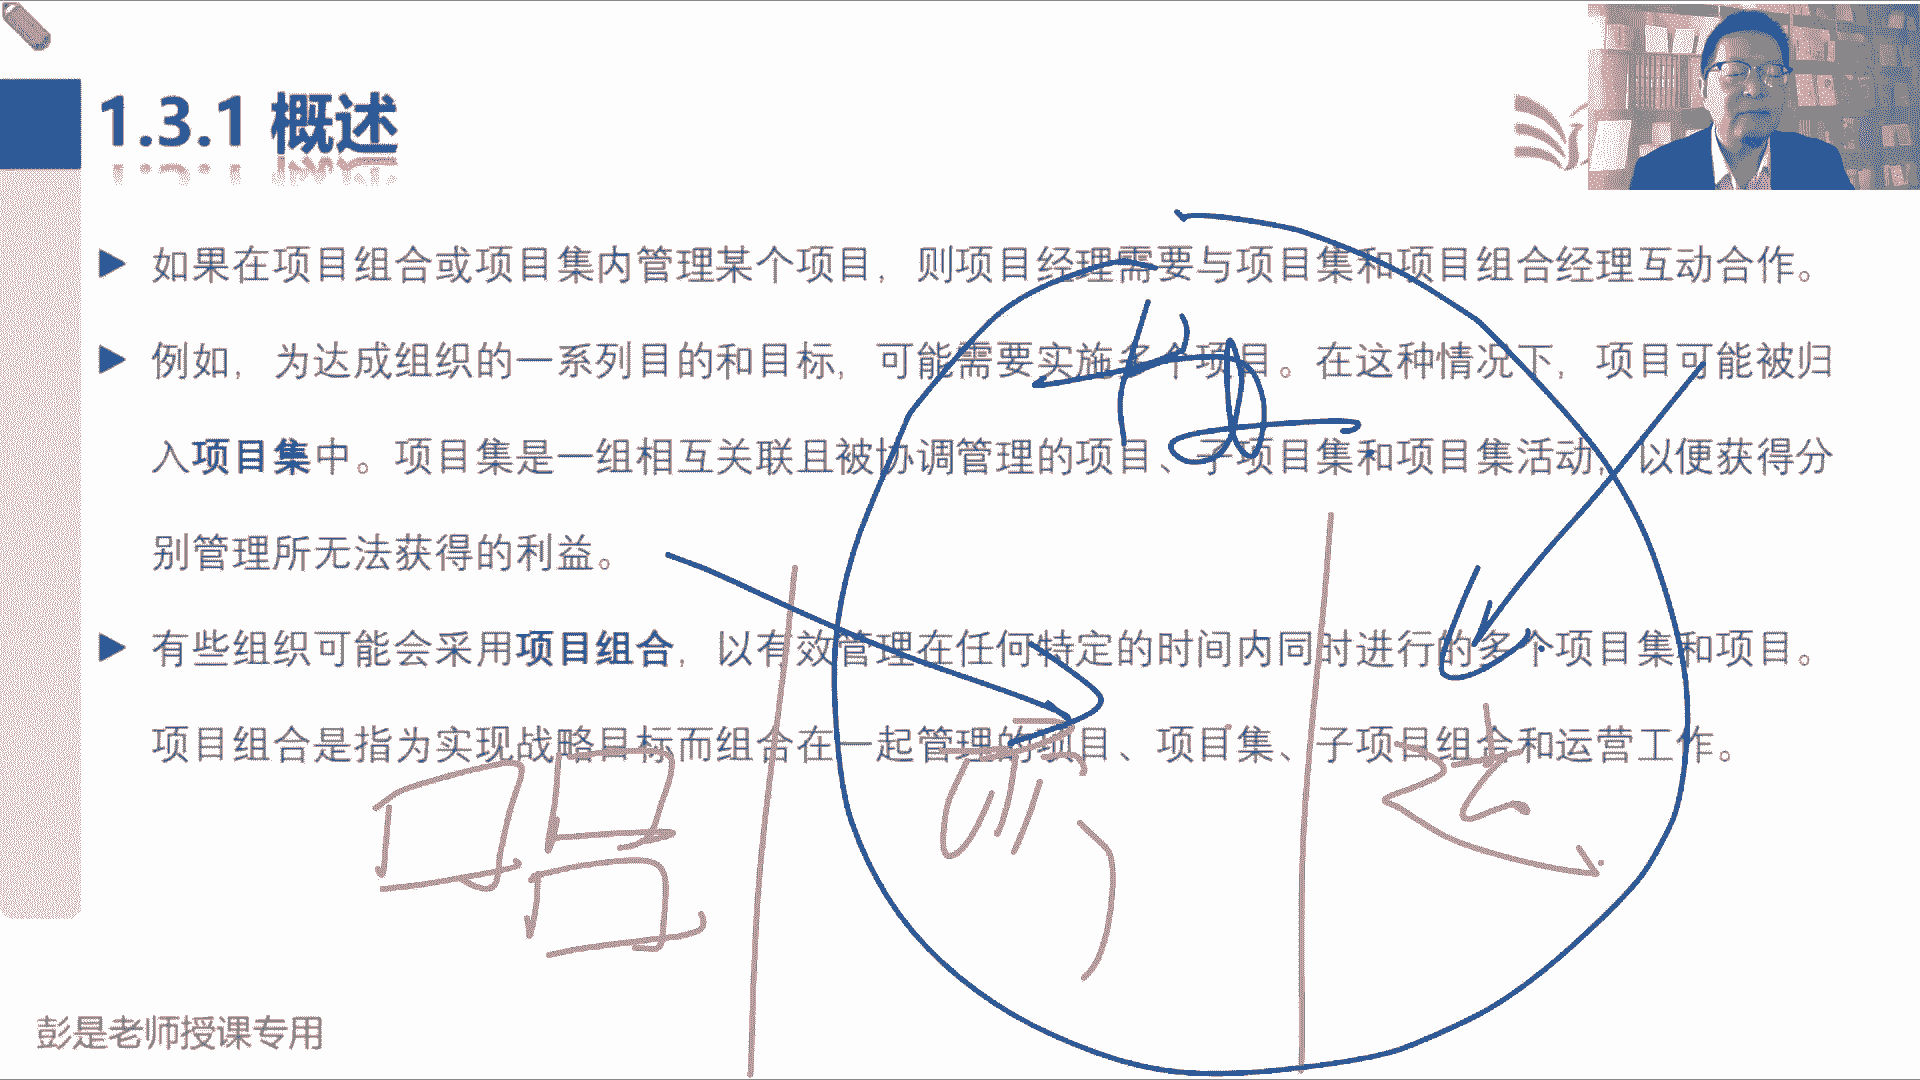 1.3.1 概述
如果在项目组合或项目集内管理某个项目，则项目经理需要与项目集和项目组合经理互动合作。
例如，为达成组织的一系列目的和目标，可能需要实施多个项目。在这种情况下，项目可能被归
入项目集中。项目集是一组相互关联且被协调管理的项目、子项目集和项目集活动，以便获得分
别管理所无法获得的利益。
有些组织可能会采用项目组合，以有效管理在任何特定的时间内同时进行的多个项目集和项目。
项目组合是指为实现战略目标而组合在一起管理的项目、项目集、子项目组合和运营工作。
彭是老师授课专用